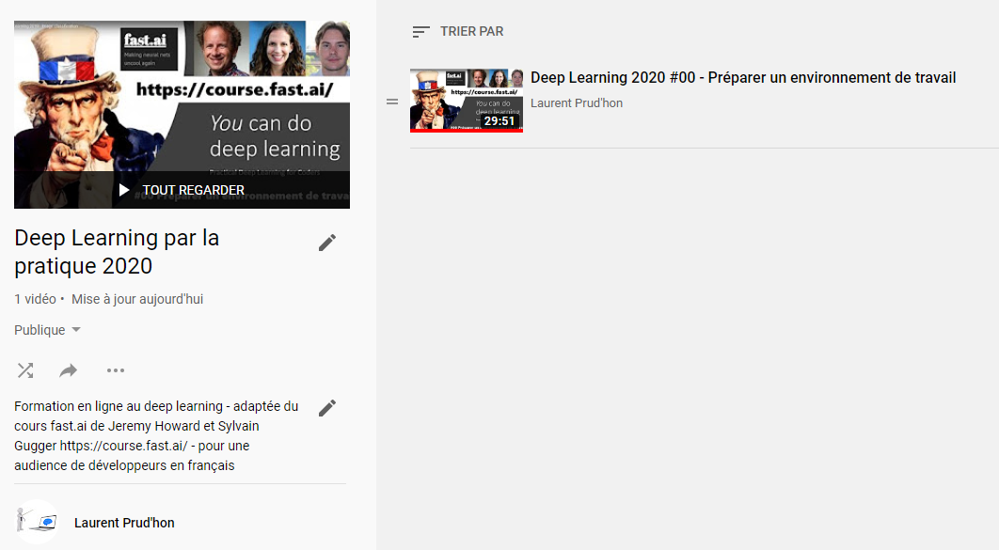 fast.ai
Making neural nets
uncool again
https://course.fast.ai/
You can do
deep learning
Practical Deep Learning for Coders
TOUT REGARDER
#00 Préparer un environnement de trava
Deep Learning par la
pratique 2020
1 vidéo • Mise à jour aujourd'hui
Publique
Formation en ligne au deep learning - adaptée du
cours fast.ai de Jeremy Howard et Sylvain
Gugger https://course.fast.ai/ - pour une
audience de développeurs en français
Laurent Prud'hon
TRIER PAR
fast.ai
https://course.fast.ai/
You can do
deep learning
29:51
Deep Learning 2020 #00 - Préparer un environnement de travail
Laurent Prud'hon